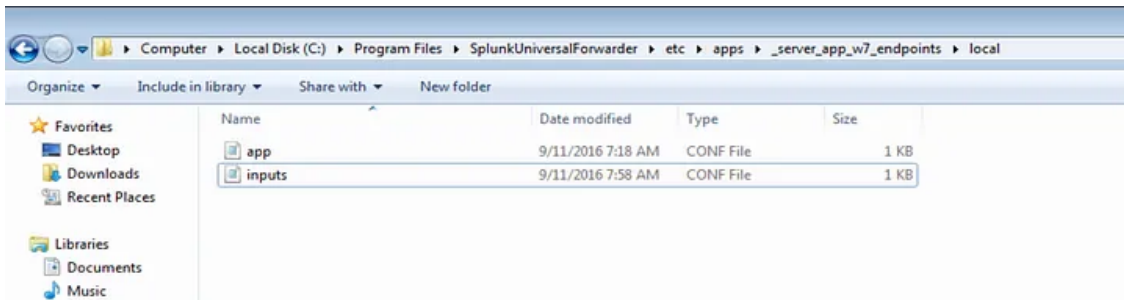 Computer Local Disk (C:) Program Files SplunkUniversalForwarder etc apps _server_app_w7_endpoints local
Organize Include in library Share with New folder
Favorites
Desktop
Downloads
Recent Places
Libraries
Documents
Music
Name Date modified Type Size
app 9/11/2016 7:18 AM CONF File 1 KB
inputs 9/11/2016 7:58 AM CONF File 1 KB